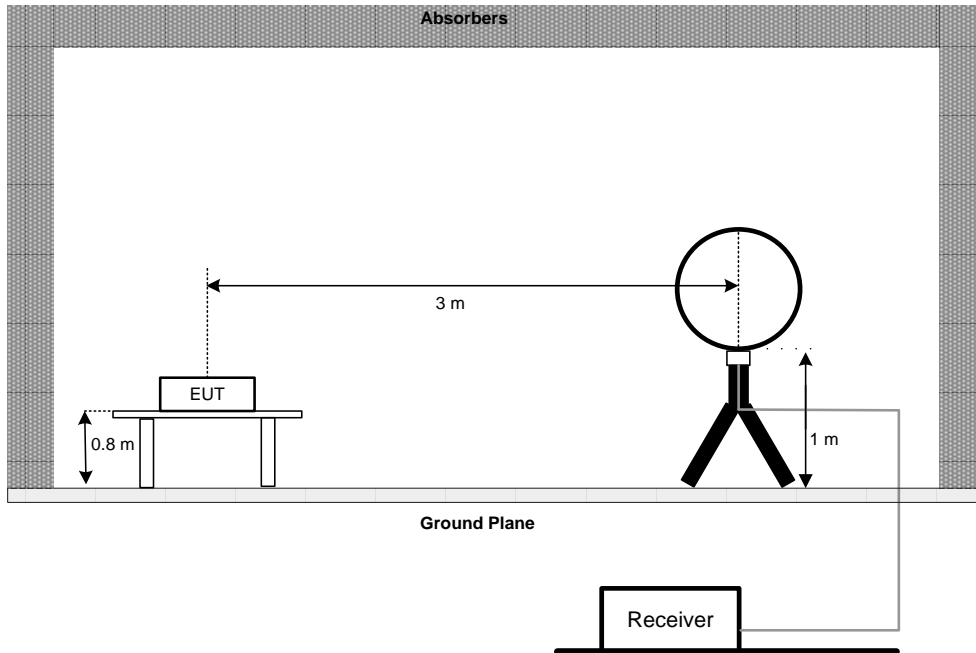 Absorbers
3 m
EUT
0.8 m
1 m
Ground Plane
Receiver